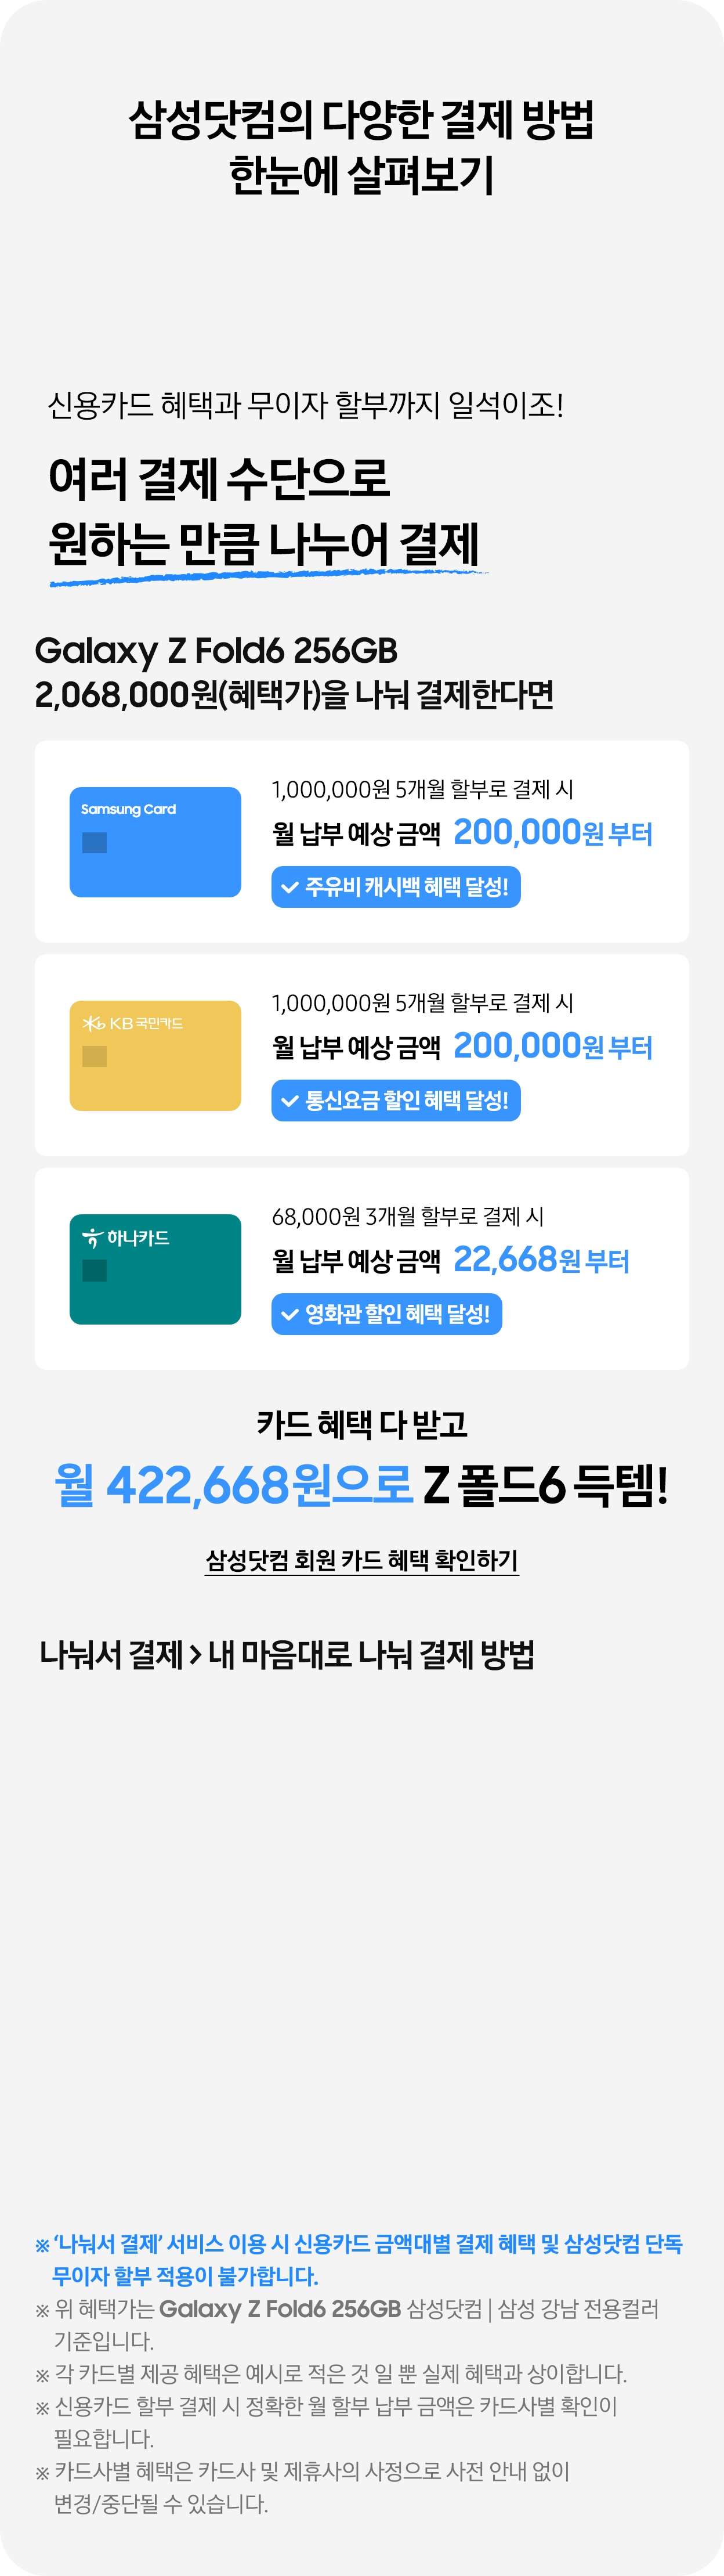 삼성닷컴의 다양한 결제 방법
한눈에 살펴보기
신용카드 혜택과 무이자 할부까지 일석이조!
여러 결제 수단으로
원하는 만큼 나누어 결제
Galaxy Z Fold6 256GB
2,068,000원(혜택가)을 나눠 결제한다면
Samsung Card
1,000,000원 5개월 할부로 결제 시
월 납부 예상 금액 200,000원 부터
주유비 캐시백 혜택 달성!
KB 국민카드
1,000,000원 5개월 할부로 결제 시
월 납부 예상 금액 200,000원 부터
통신요금 할인 혜택 달성!
하나카드
68,000원 3개월 할부로 결제 시
월 납부 예상 금액 22,668원 부터
영화관 할인 혜택 달성!
카드 혜택 다 받고
월 422,668원으로 Z 폴드6 득템!
삼성닷컴 회원 카드 혜택 확인하기
나눠서 결제 > 내 마음대로 나눠 결제 방법
※ ‘나눠서 결제’ 서비스 이용 시 신용카드 금액대별 결제 혜택 및 삼성닷컴 단독
무이자 할부 적용이 불가합니다.
※ 위 혜택가는 Galaxy Z Fold6 256GB 삼성닷컴 | 삼성 강남 전용컬러
기준입니다.
※ 각 카드별 제공 혜택은 예시로 적은 것 일 뿐 실제 혜택과 상이합니다.
※ 신용카드 할부 결제 시 정확한 월 할부 납부 금액은 카드사별 확인이
필요합니다.
※ 카드사별 혜택은 카드사 및 제휴사의 사정으로 사전 안내 없이
변경/중단될 수 있습니다.